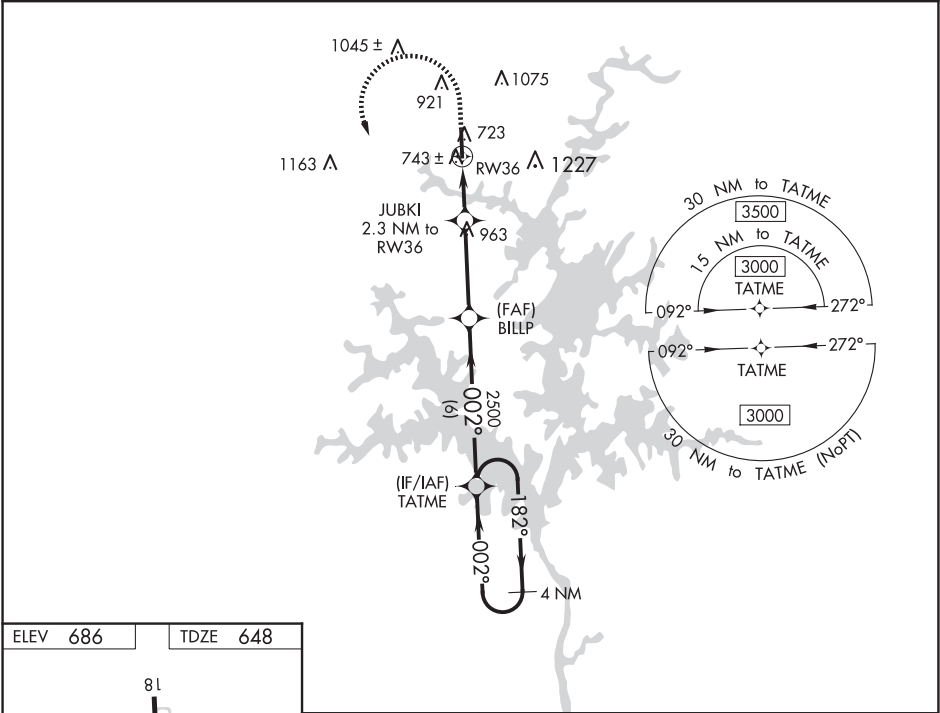 1045 ±
921
1075
723
1163
743 ±
RW36
1227
JUBKI
2.3 NM to
RW36
963
(FAF)
BILLP
2500
002°
(6)
(IF/IAF)
TATME
182°
002°
4 NM
30 NM to TATME
3500
15 NM to TATME
3000
TATME
092°
272°
092°
272°
TATME
3000
30 NM to TATME (NoPT)
ELEV 686
TDZE 648
18